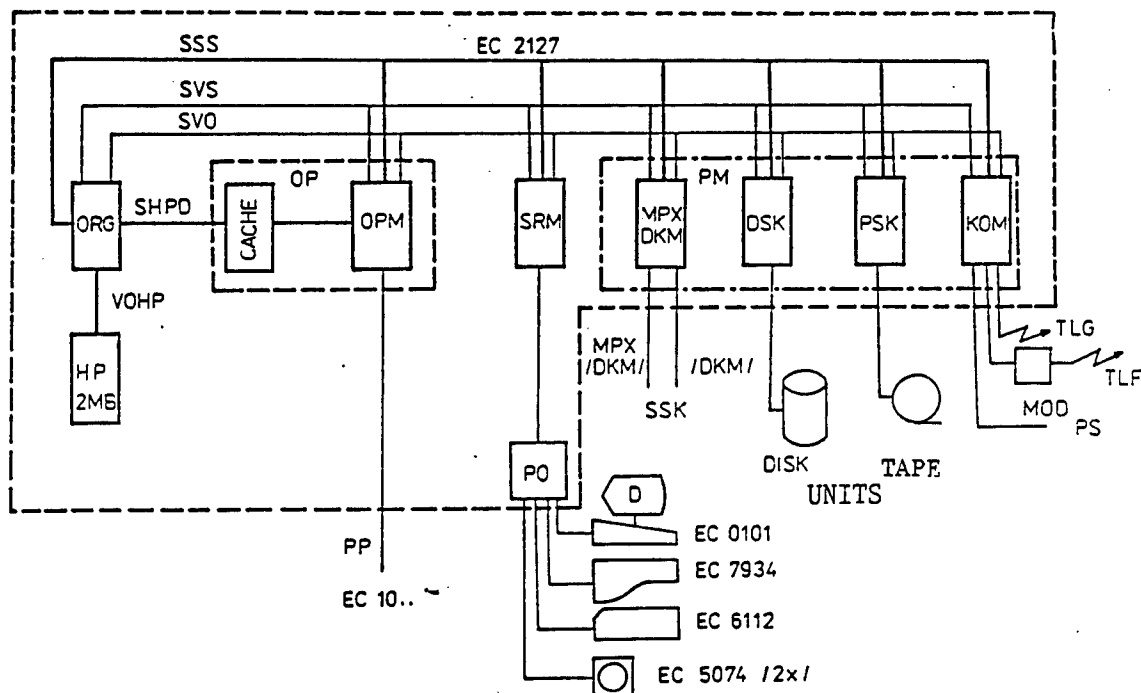 SSS
EC 2127
SVS
SVO
OP
PM
ORG
SHPD
CACHE
OPM
SRM
MPX
DKM
DSK
PSK
KOM
VOHP
HP
2МБ
MPX
/DKM/
/DKM/
SSK
TLG
TLF
MOD
PS
DISK
TAPE
UNITS
PO
D
EC 0101
PP
EC 7934
EC 10..
EC 6112
EC 5074 /2x/